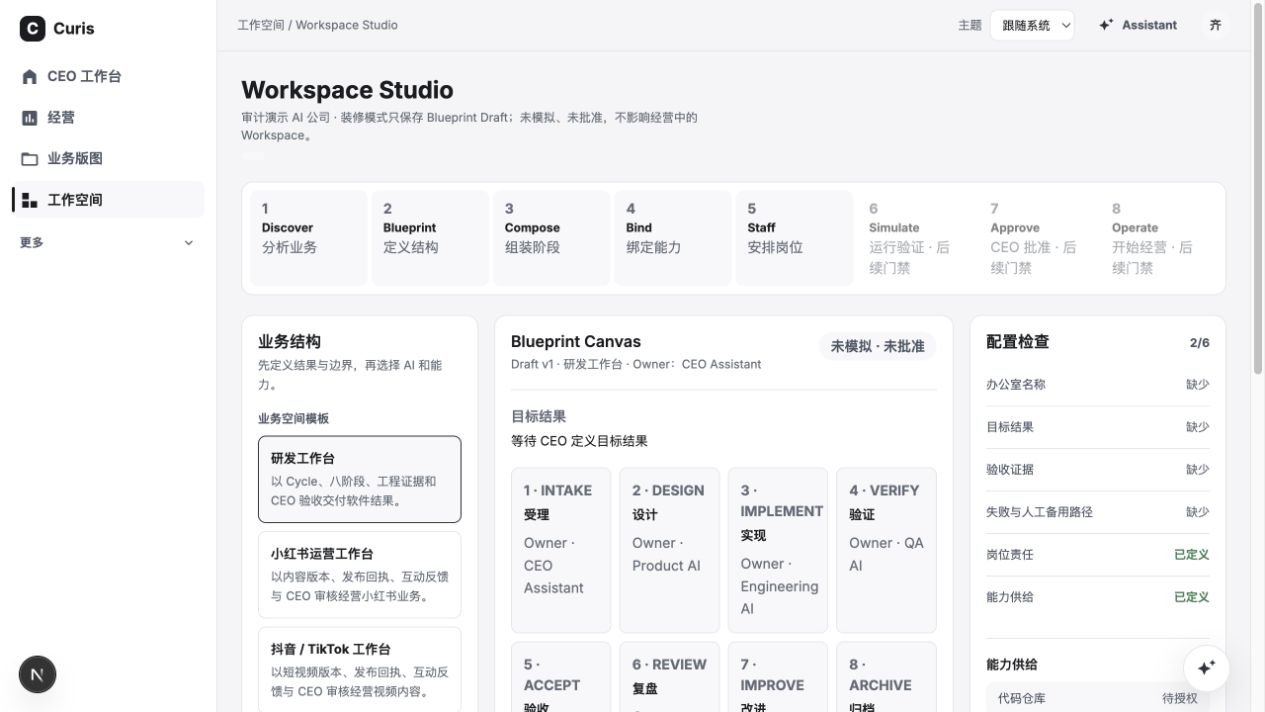 C Curis
CEO 工作台
经营
业务版图
工作空间
更多
N
工作空间 / Workspace Studio
主题
跟随系统
Assistant
齐
Workspace Studio
审计演示 AI 公司 · 装修模式只保存 Blueprint Draft；未模拟、未批准，不影响经营中的
Workspace。
1
Discover
分析业务
2
Blueprint
定义结构
3
Compose
组装阶段
4
Bind
绑定能力
5
Staff
安排岗位
6
Simulate
运行验证 · 后
续门禁
7
Approve
CEO 批准 · 后
续门禁
8
Operate
开始经营 · 后
续门禁
业务结构
先定义结果与边界，再选择 AI 和能
力。
业务空间模板
研发工作台
以 Cycle、八阶段、工程证据和
CEO 验收交付软件结果。
小红书运营工作台
以内容版本、发布回执、互动反馈
与 CEO 审核经营小红书业务。
抖音 / TikTok 工作台
以短视频版本、发布回执、互动反
馈与 CEO 审核经营视频内容。
Blueprint Canvas
未模拟 · 未批准
Draft v1 · 研发工作台 · Owner：CEO Assistant
目标结果
等待 CEO 定义目标结果
1 · INTAKE
受理
Owner ·
CEO
Assistant
2 · DESIGN
设计
Owner ·
Product AI
3 ·
IMPLEMENT
实现
Owner ·
Engineering
AI
4 · VERIFY
验证
Owner · QA
AI
5 ·
ACCEPT
验收
6 · REVIEW
复盘
7 ·
IMPROVE
改进
8 ·
ARCHIVE
归档
配置检查
2/6
办公室名称
缺少
目标结果
缺少
验收证据
缺少
失败与人工备用路径
缺少
岗位责任
已定义
能力供给
已定义
能力供给
代码仓库
待授权